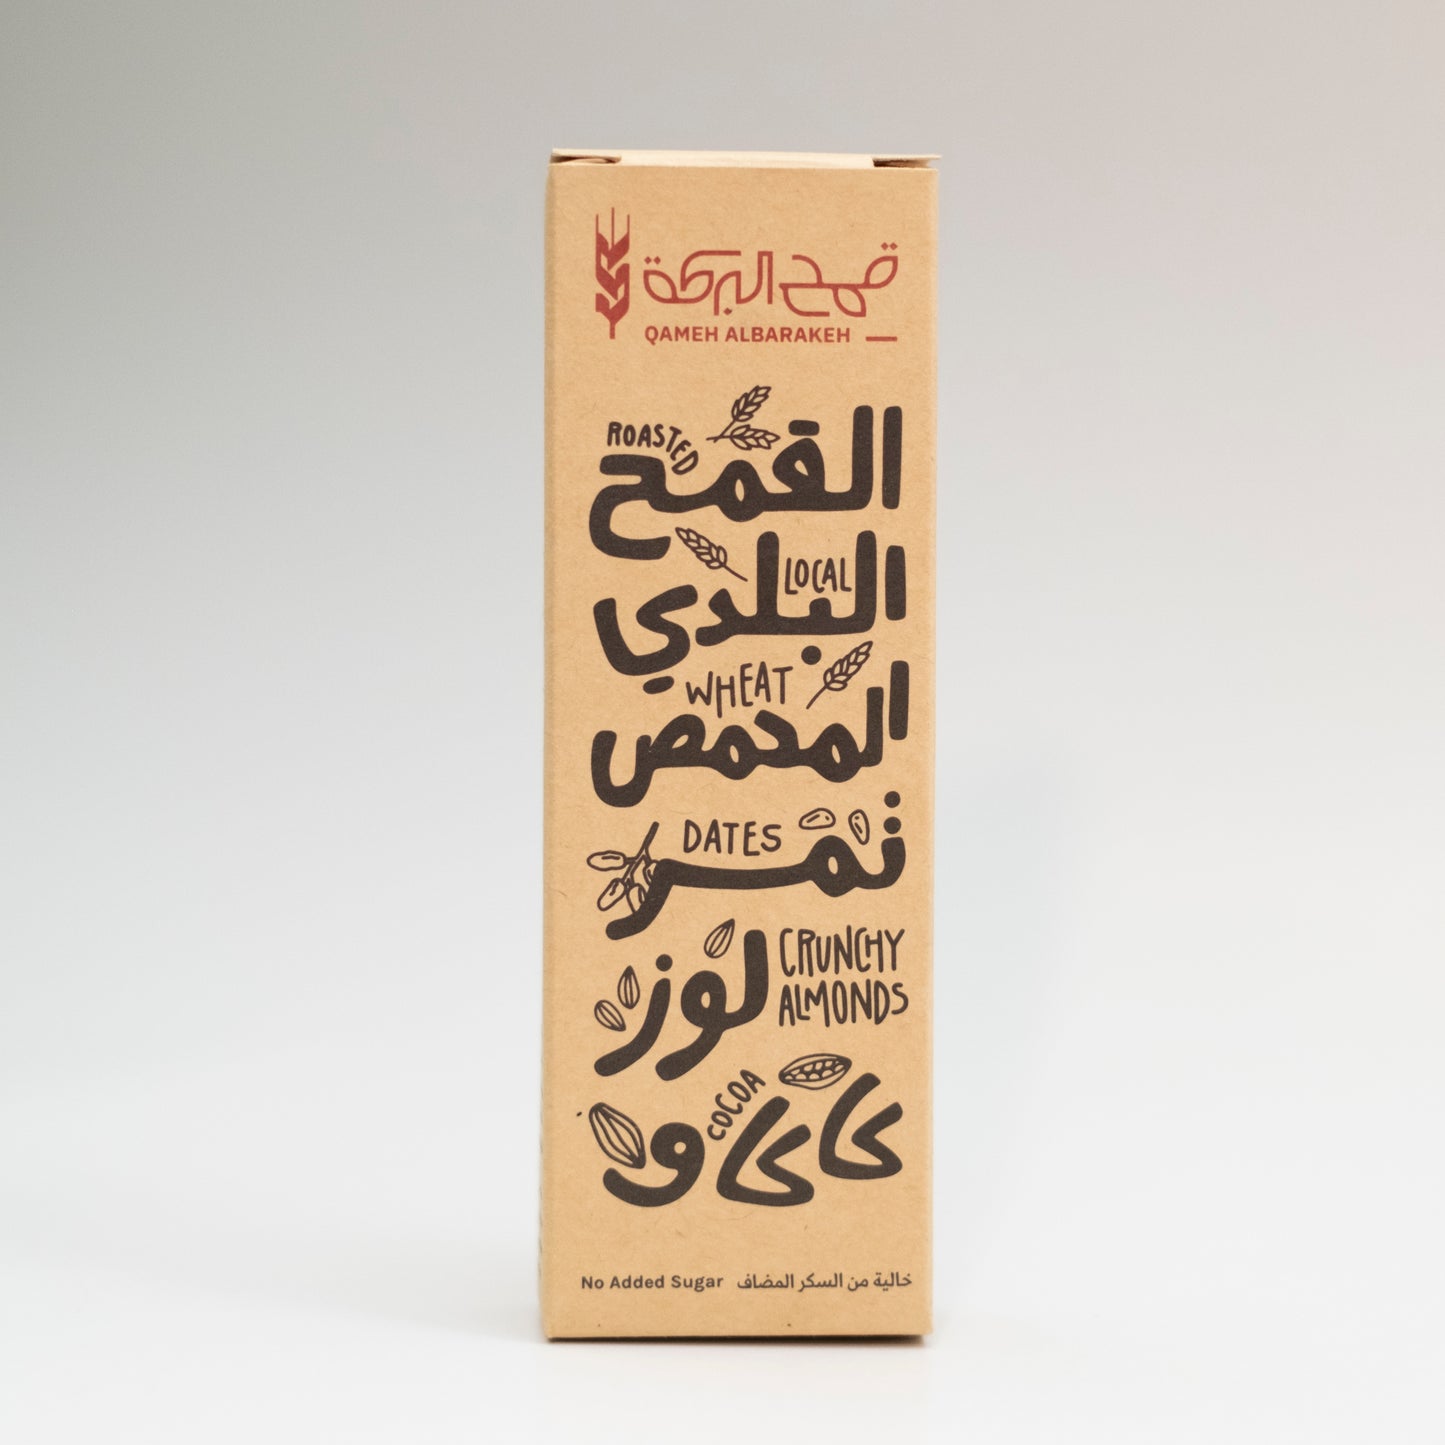 قمح البركة
QAMEH ALBARAKEH
ROASTED
القمح
LOCAL
البلدي
WHEAT
المحمص
DATES
تمر
CRUNCHY
ALMONDS
لوز
COCOA
كاكاو
No Added Sugar خالية من السكر المضاف